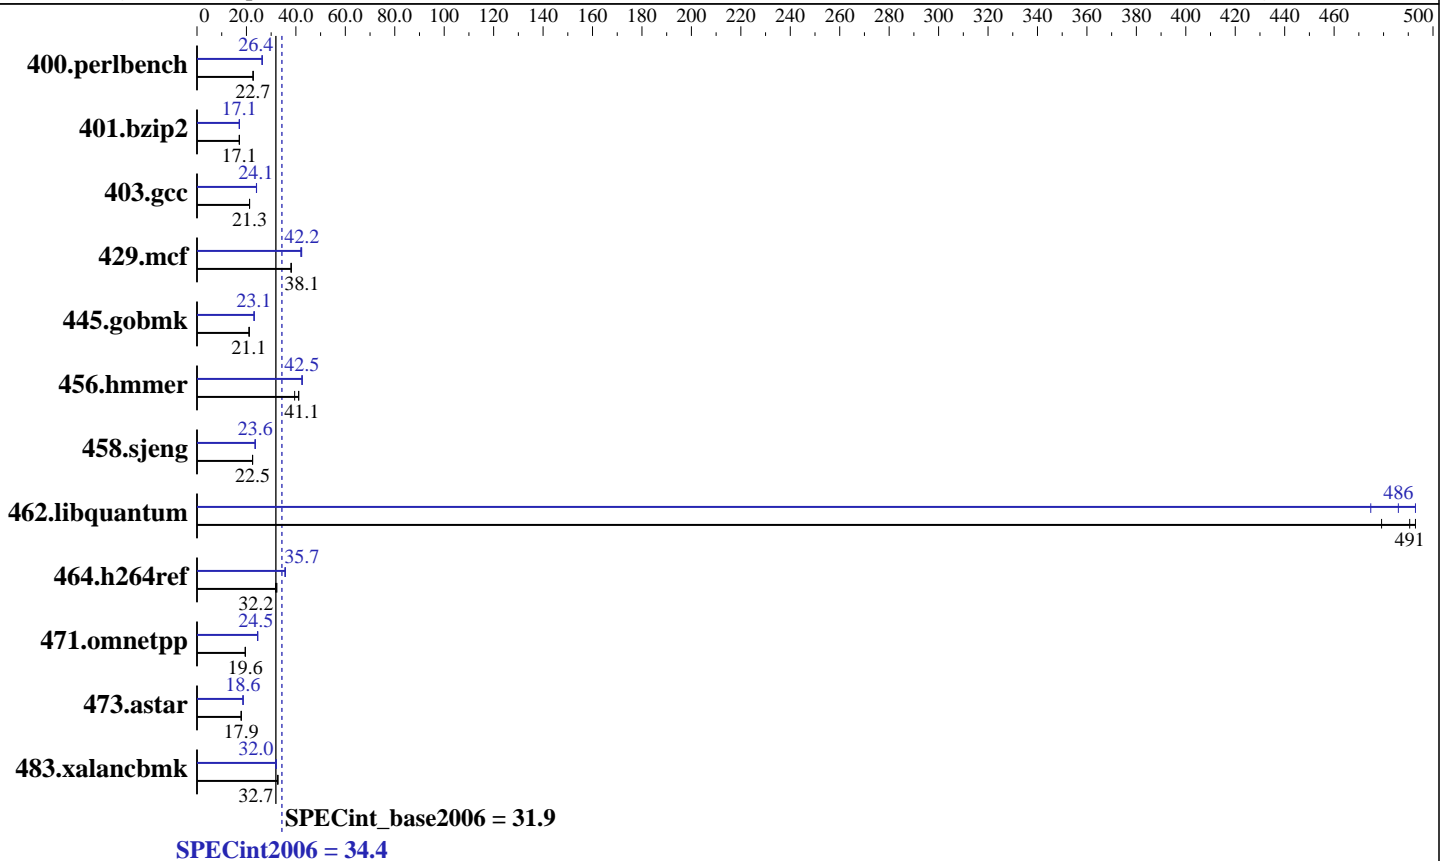 0 20.0 40.0 60.0 80.0 100 120 140 160 180 200 220 240 260 280 300 320 340 360 380 400 420 440 460 500
26.4
400.perlbench
22.7
17.1
401.bzip2
17.1
24.1
403.gcc
21.3
42.2
429.mcf
38.1
23.1
445.gobmk
21.1
42.5
456.hmmer
41.1
23.6
458.sjeng
22.5
486
462.libquantum
491
35.7
464.h264ref
32.2
24.5
471.omnetpp
19.6
18.6
473.astar
17.9
32.0
483.xalancbmk
32.7
SPECint_base2006 = 31.9
SPECint2006 = 34.4